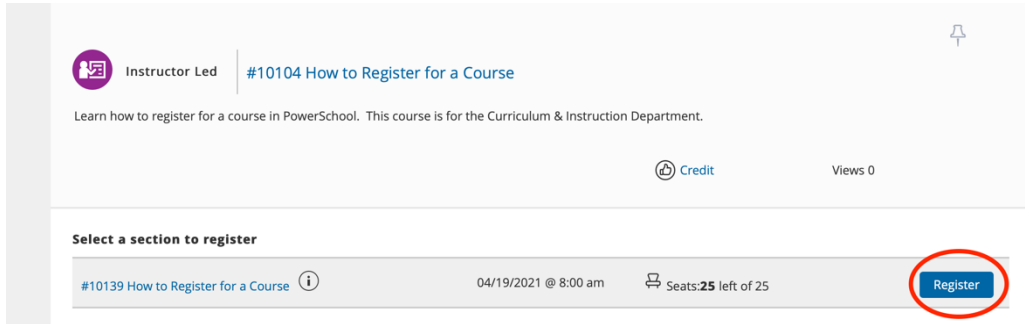 Instructor Led
#10104 How to Register for a Course
Learn how to register for a course in PowerSchool.  This course is for the Curriculum & Instruction Department.
Credit
Views 0
Select a section to register
#10139 How to Register for a Course i
04/19/2021 @ 8:00 am
Seats:25 left of 25
Register